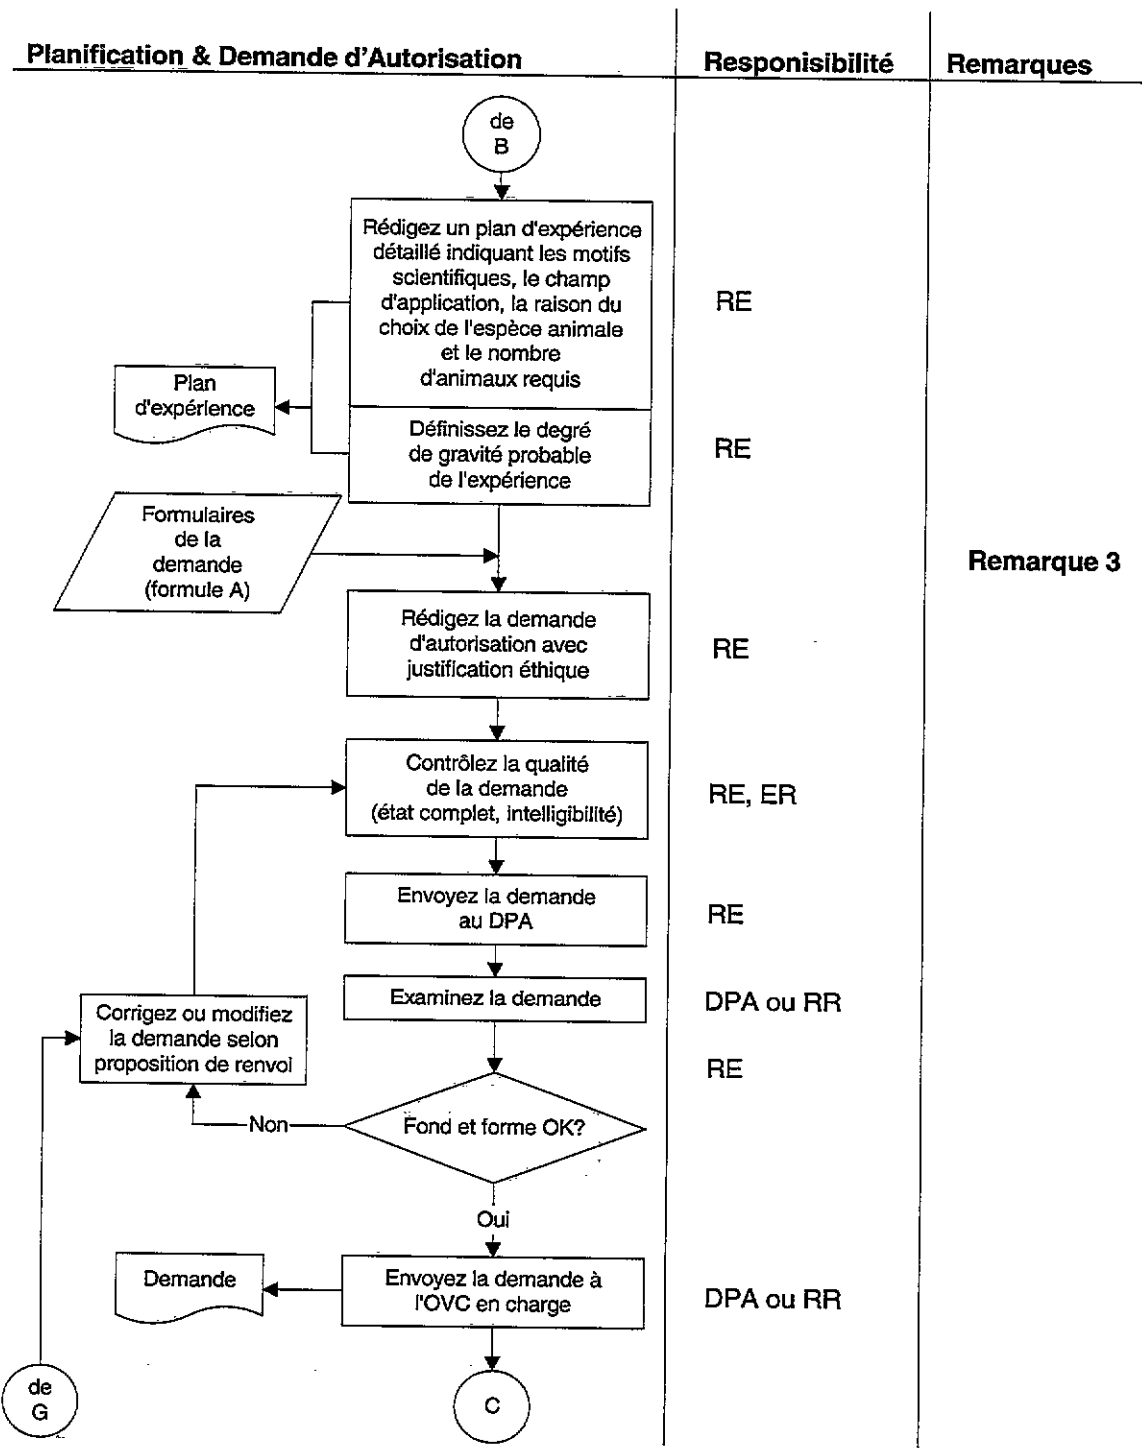 Planification & Demande d'Autorisation
Responisibilité
Remarques
de
B
Rédigez un plan d'expérience
détaillé indiquant les motifs
scientifiques, le champ
d'application, la raison du
choix de l'espèce animale
et le nombre
d'animaux requis
RE
Plan
d'expérience
Définissez le degré
de gravité probable
de l'expérience
RE
Formulaires
de la
demande
(formule A)
Remarque 3
Rédigez la demande
d'autorisation avec
justification éthique
RE
Contrôlez la qualité
de la demande
(état complet, intelligibilité)
RE, ER
Envoyez la demande
au DPA
RE
Examinez la demande
DPA ou RR
Corrigez ou modifiez
la demande selon
proposition de renvoi
RE
Non
Fond et forme OK?
Oui
Demande
Envoyez la demande à
l'OVC en charge
DPA ou RR
de
G
C